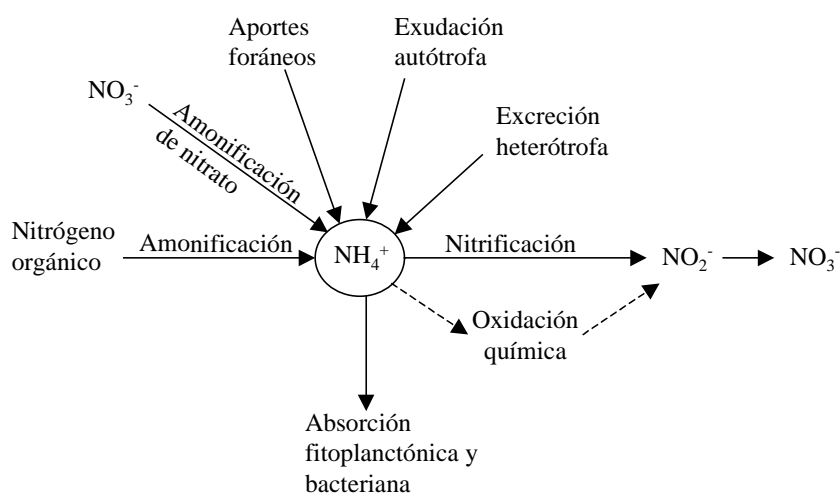 Aportes
foráneos
Exudación
autótrofa
NO₃⁻
Amonificación
de nitrato
Excreción
heterótrofa
Nitrógeno
orgánico
Amonificación
NH₄⁺
Nitrificación
NO₂⁻
NO₃⁻
Oxidación
química
Absorción
fitoplanctónica y
bacteriana